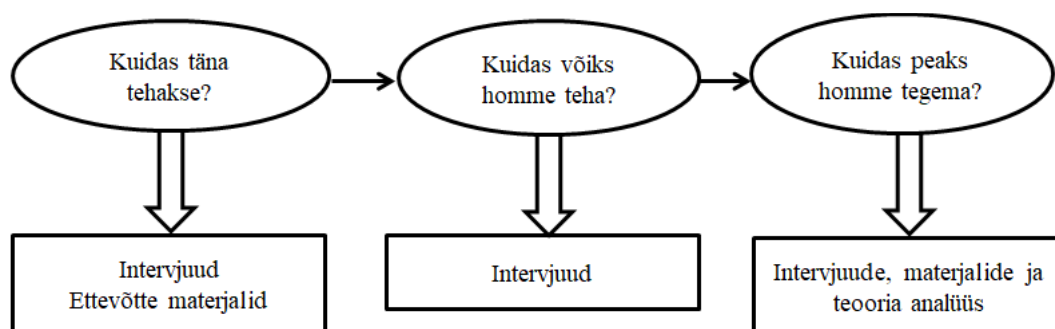 Kuidas täna
tehakse?
Kuidas võiks
homme teha?
Kuidas peaks
homme tegema?
Intervjuud
Ettevõtte materjalid
Intervjuud
Intervjuude, materjalide ja
teooria analüüs